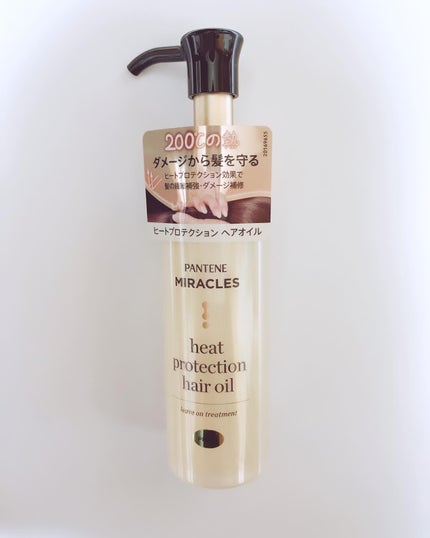 200℃の熱
ダメージから髪を守る
ヒートプロテクション効果で
髪の繊維補強・ダメージ補修
20169655
ヒートプロテクション ヘアオイル
PANTENE
MIRACLES
heat
protection
hair oil
leave on treatment